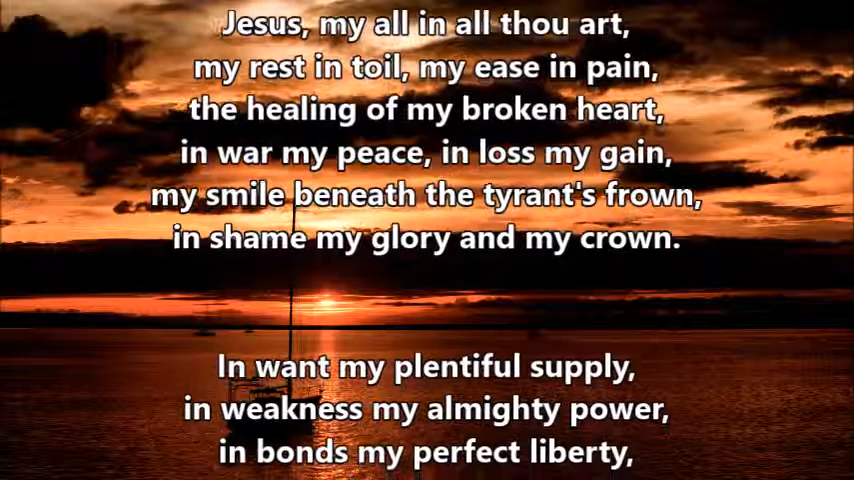 Jesus, my all in all thou art,
my rest in toil, my ease in pain,
the healing of my broken heart,
in war my peace, in loss my gain,
my smile beneath the tyrant's frown,
in shame my glory and my crown.
In want my plentiful supply,
in weakness my almighty power,
in bonds my perfect liberty,